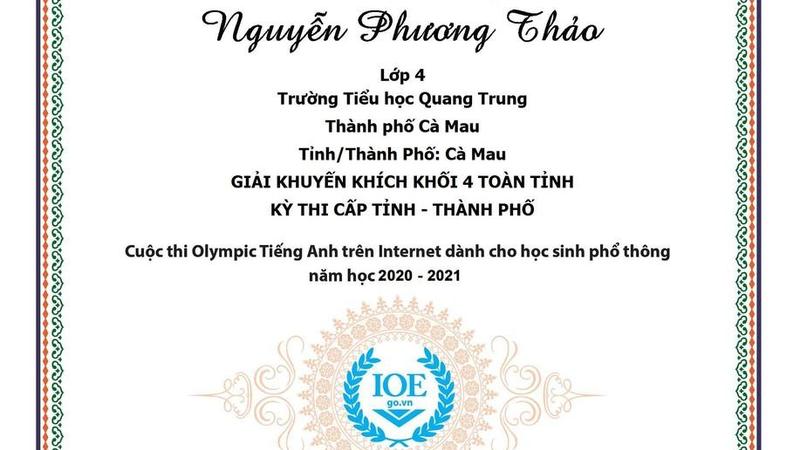 Nguyễn Phương Thảo
Lớp 4
Trường Tiểu học Quang Trung
Thành phố Cà Mau
Tỉnh/Thành Phố: Cà Mau
GIẢI KHUYẾN KHÍCH KHỐI 4 TOÀN TỈNH
KỲ THI CẤP TỈNH - THÀNH PHỐ
Cuộc thi Olympic Tiếng Anh trên Internet dành cho học sinh phổ thông
năm học 2020 - 2021
IOE
go.vn